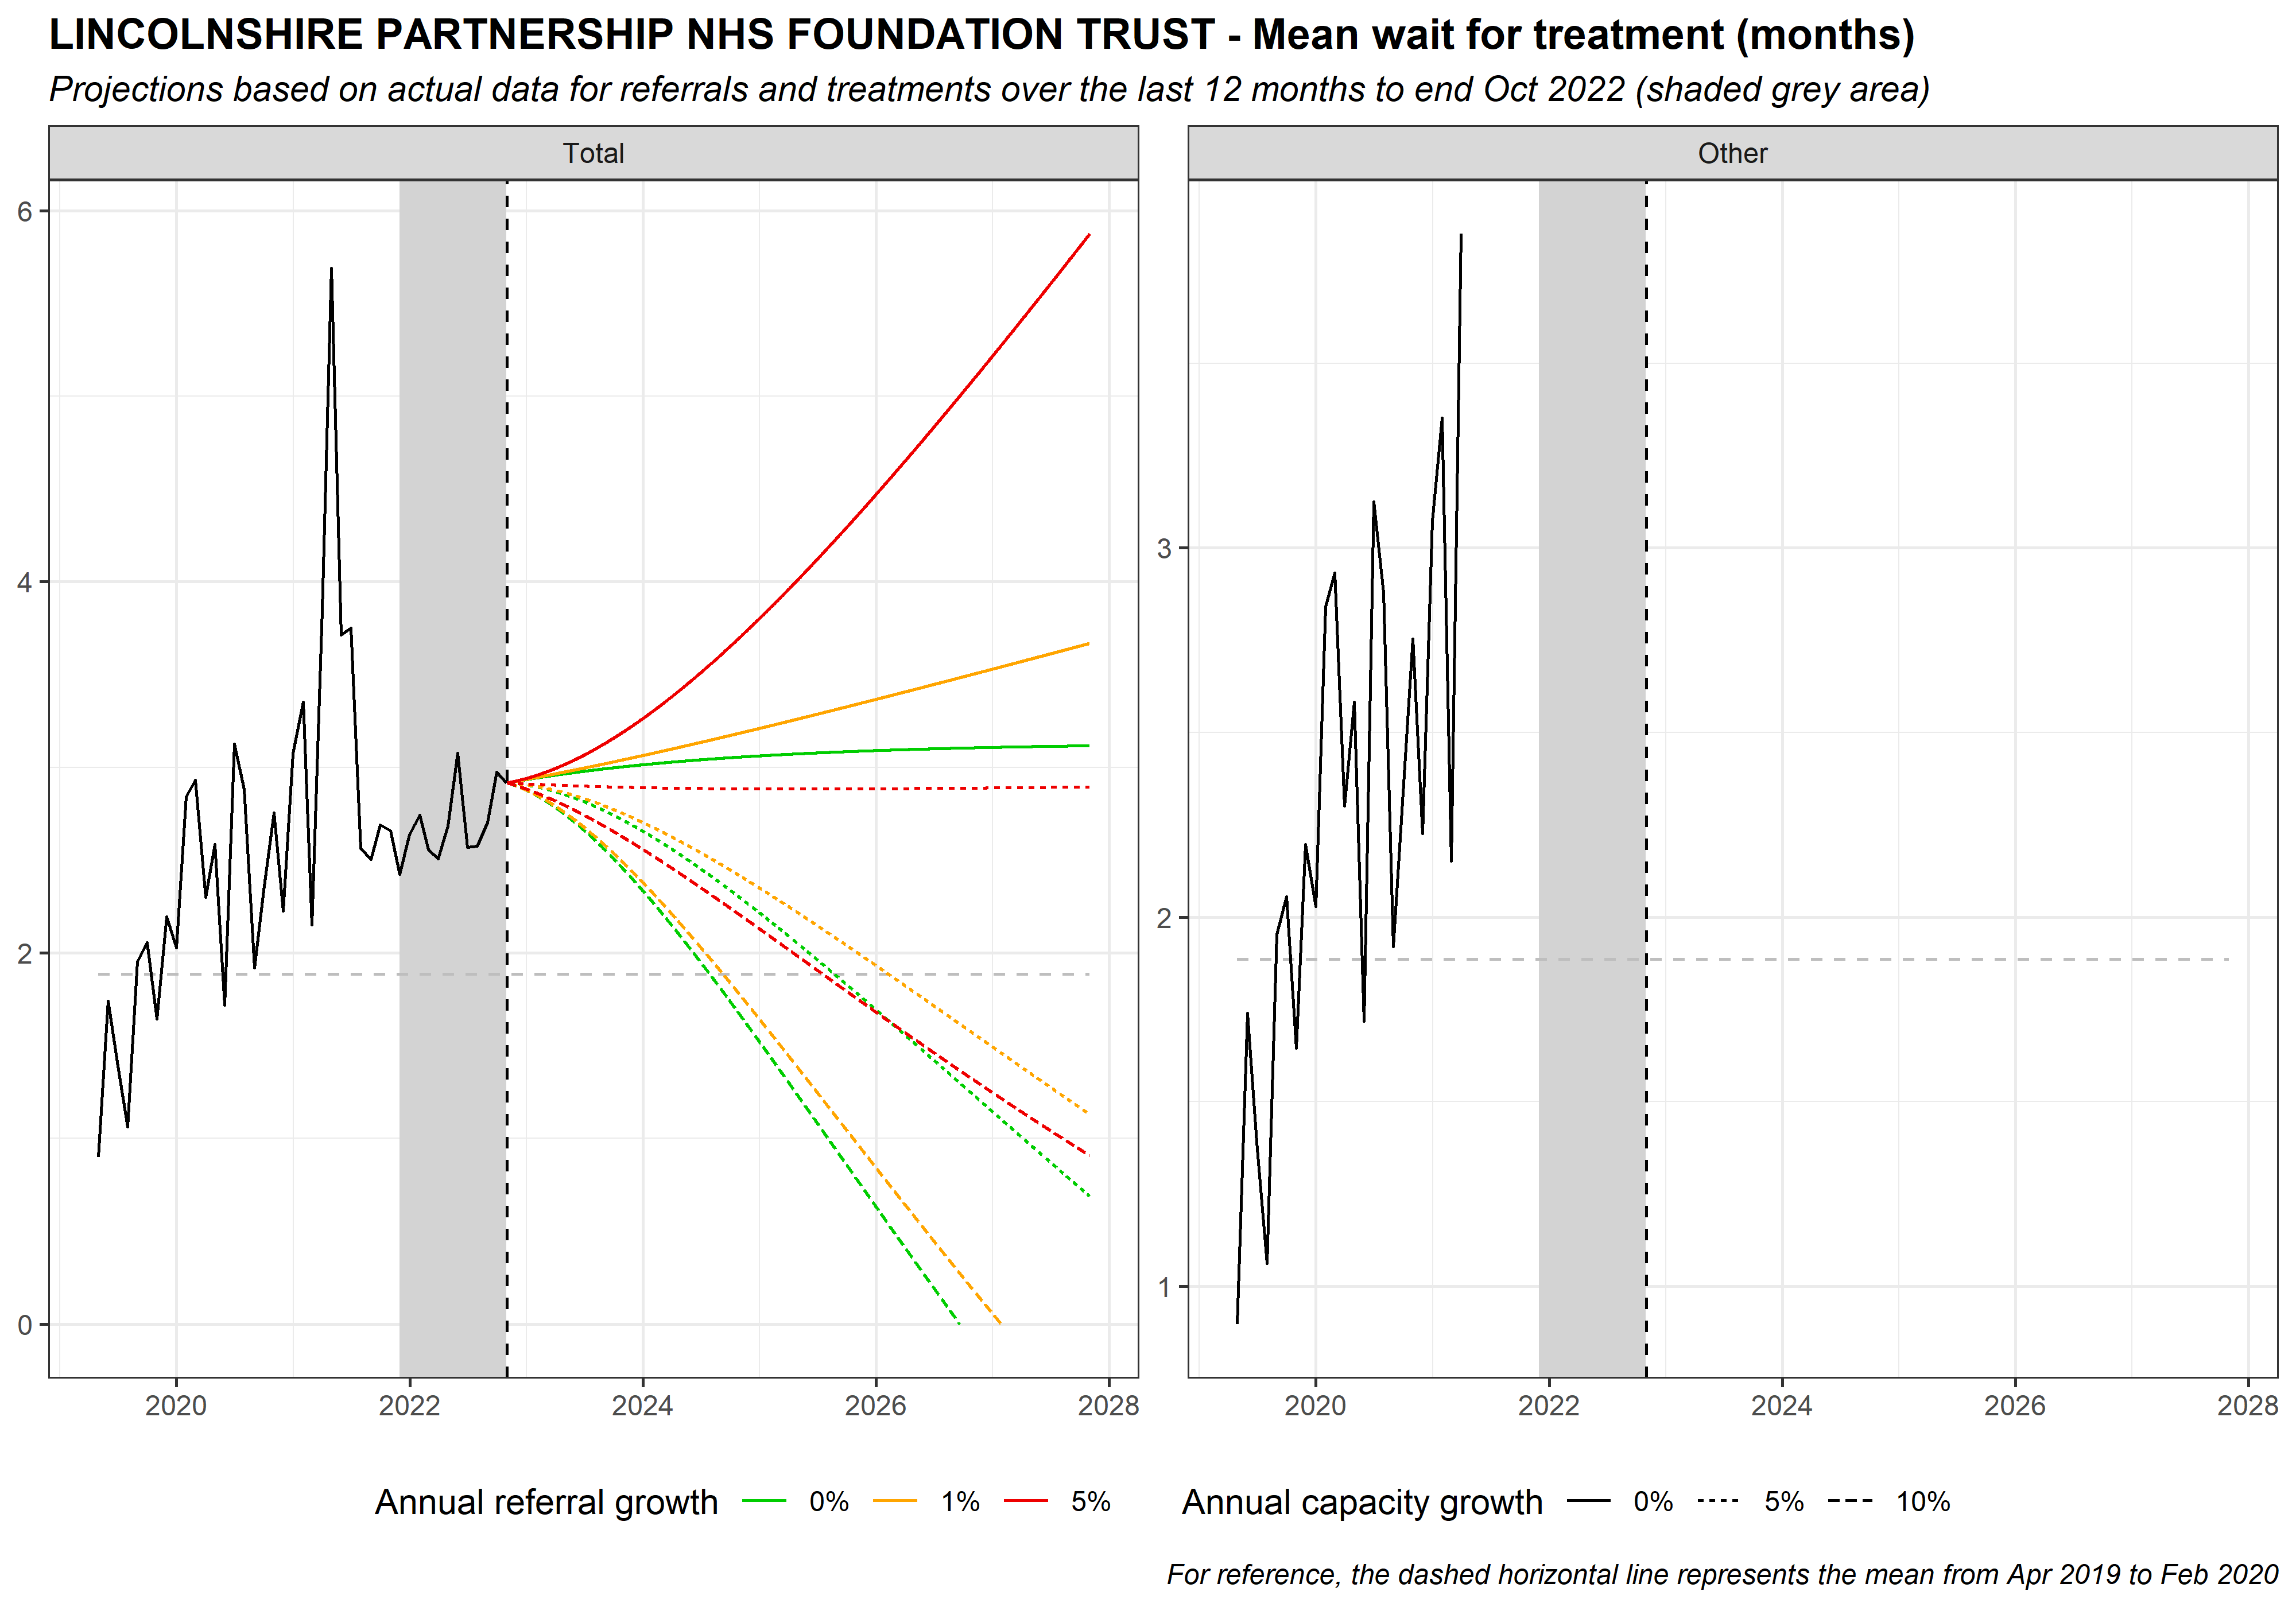 LINCOLNSHIRE PARTNERSHIP NHS FOUNDATION TRUST - Mean wait for treatment (months)
Projections based on actual data for referrals and treatments over the last 12 months to end Oct 2022 (shaded grey area)
Total
Other
6
4
2
0
3
2
1
2020 2022 2024 2026 2028
2020 2022 2024 2026 2028
Annual referral growth 0% 1% 5%
Annual capacity growth 0% 5% 10%
For reference, the dashed horizontal line represents the mean from Apr 2019 to Feb 2020